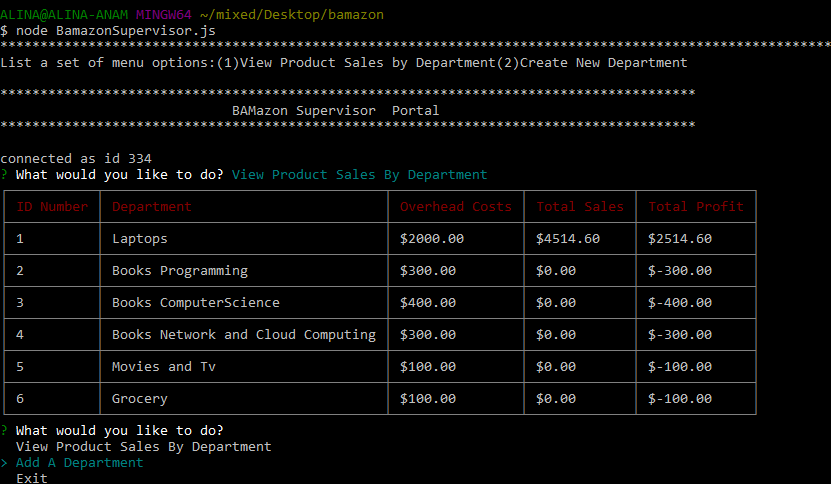 ALINA@ALINA-ANAM MINGW64 ~/mixed/Desktop/bamazon
$ node BamazonSupervisor.js
********************************************************************************************************
List a set of menu options:(1)View Product Sales by Department(2)Create New Department
***************************************************************************************
BAMazon Supervisor  Portal
***************************************************************************************
connected as id 334
? What would you like to do? View Product Sales By Department
ID Number Department Overhead Costs Total Sales Total Profit
1 Laptops $2000.00 $4514.60 $2514.60
2 Books Programming $300.00 $0.00 $-300.00
3 Books ComputerScience $400.00 $0.00 $-400.00
4 Books Network and Cloud Computing $300.00 $0.00 $-300.00
5 Movies and Tv $100.00 $0.00 $-100.00
6 Grocery $100.00 $0.00 $-100.00
? What would you like to do?
View Product Sales By Department
> Add A Department
Exit